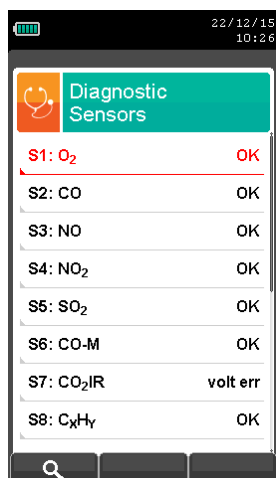 22/12/15
10:26
Diagnostic
Sensors
S1: O₂ OK
S2: CO OK
S3: NO OK
S4: NO₂ OK
S5: SO₂ OK
S6: CO-M OK
S7: CO₂IR volt err
S8: CₓHᵧ OK